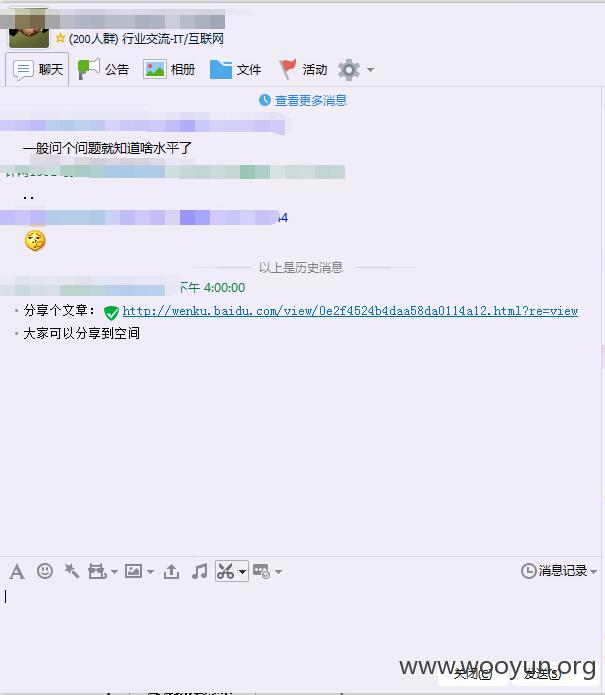 (200人群) 行业交流-IT/互联网
聊天 公告 相册 文件 活动
查看更多消息
一般问个问题就知道啥水平了
..
44
以上是历史消息
下午 4:00:00
分享个文章： http://wenku.baidu.com/view/0e2f4524b4daa58da0114a12.html?re=view
大家可以分享到空间
消息记录
www.wooyun.org
关闭(C) 发送(S)